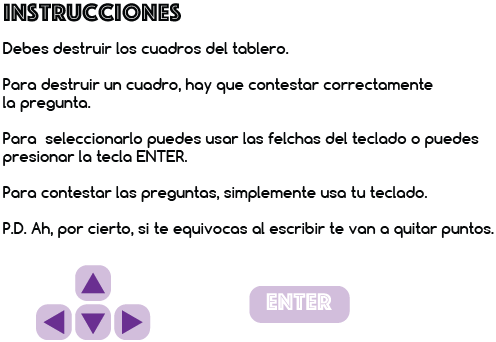 INSTRUCCIONES
Debes destruir los cuadros del tablero.
Para destruir un cuadro, hay que contestar correctamente
la pregunta.
Para  seleccionarlo puedes usar las felchas del teclado o puedes
presionar la tecla ENTER.
Para contestar las preguntas, simplemente usa tu teclado.
P.D. Ah, por cierto, si te equivocas al escribir te van a quitar puntos.
ENTER